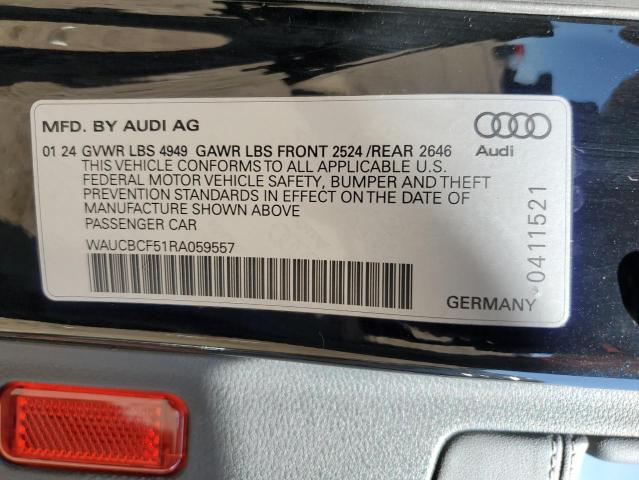 MFD. BY AUDI AG
01 24 GVWR LBS 4949 GAWR LBS FRONT 2524 /REAR 2646
THIS VEHICLE CONFORMS TO ALL APPLICABLE U.S.
FEDERAL MOTOR VEHICLE SAFETY, BUMPER AND THEFT
PREVENTION STANDARDS IN EFFECT ON THE DATE OF
MANUFACTURE SHOWN ABOVE
PASSENGER CAR
WAUCBCF51RA059557
Audi
0411521
GERMANY